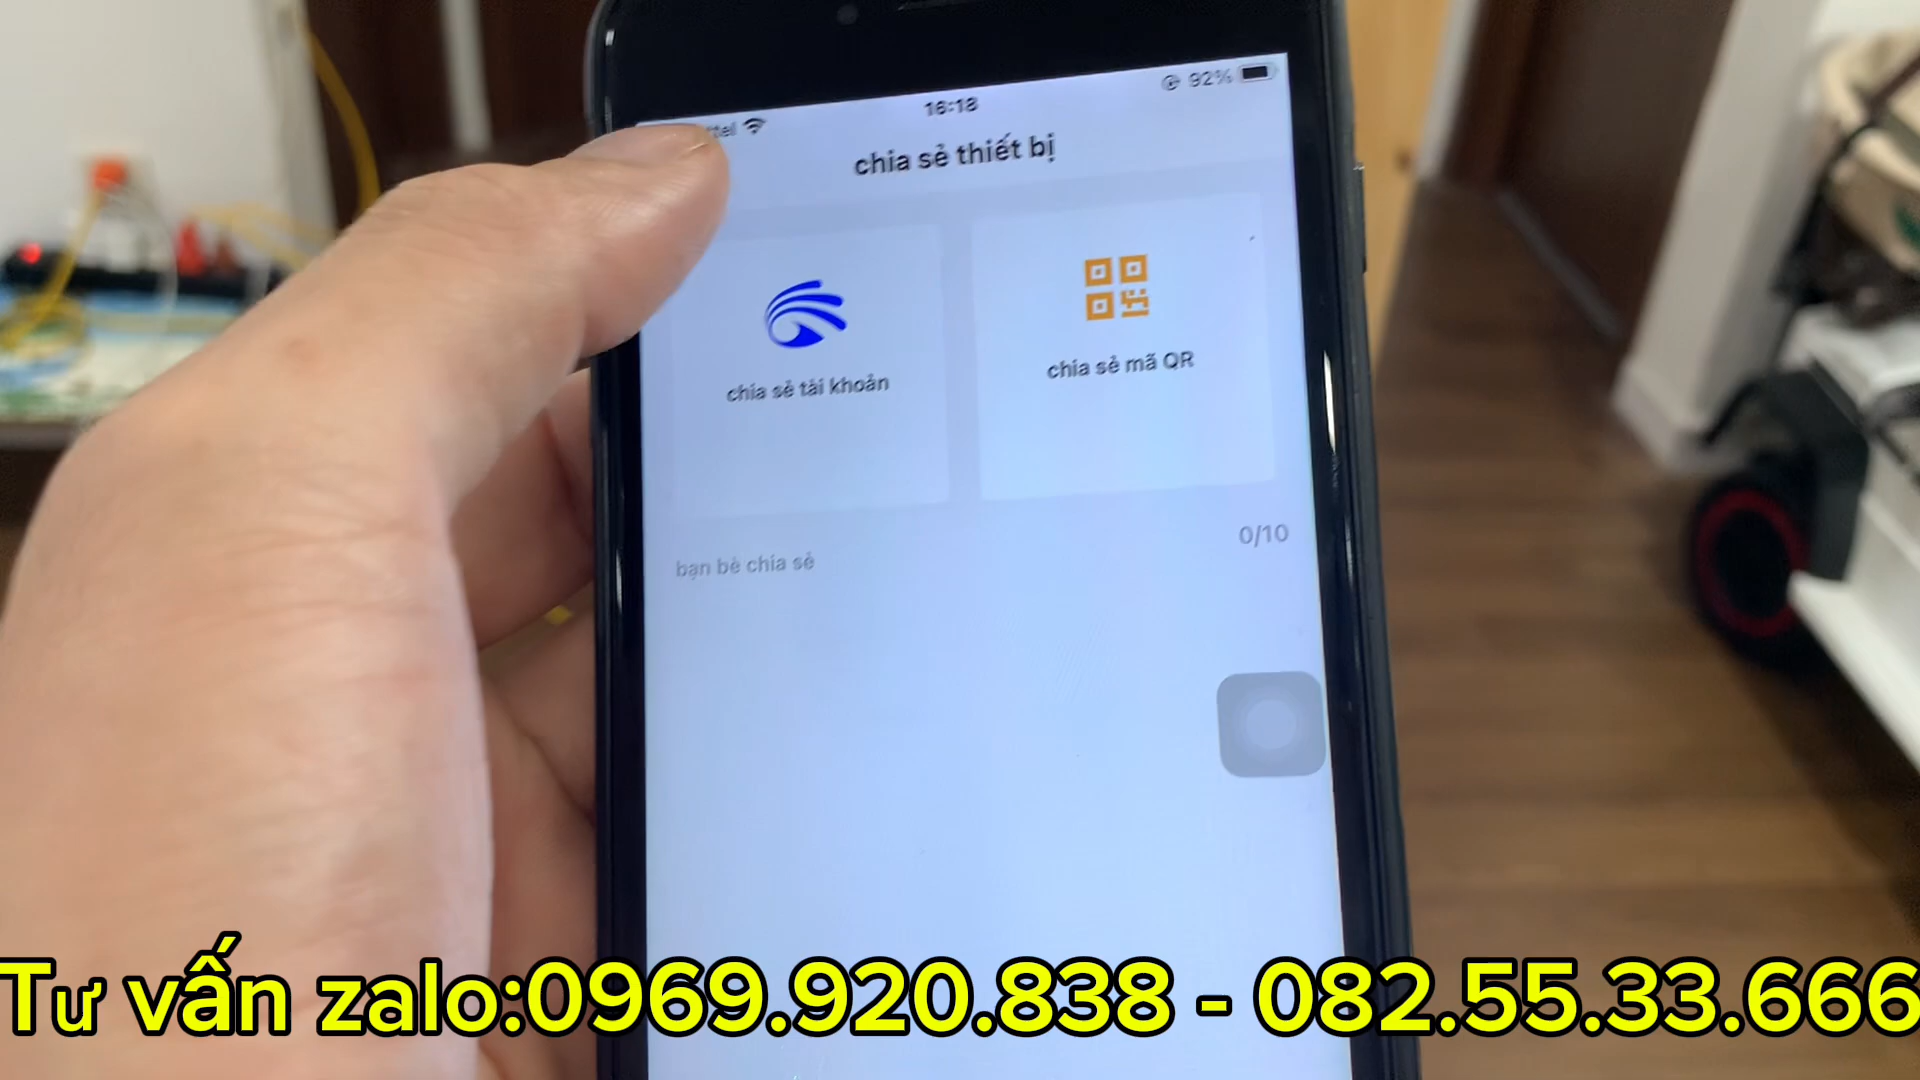 16:18
92%
chia sẻ thiết bị
chia sẻ tài khoản
chia sẻ mã QR
bạn bè chia sẻ
0/10
Tư vấn zalo:0969.920.838 - 082.55.33.666